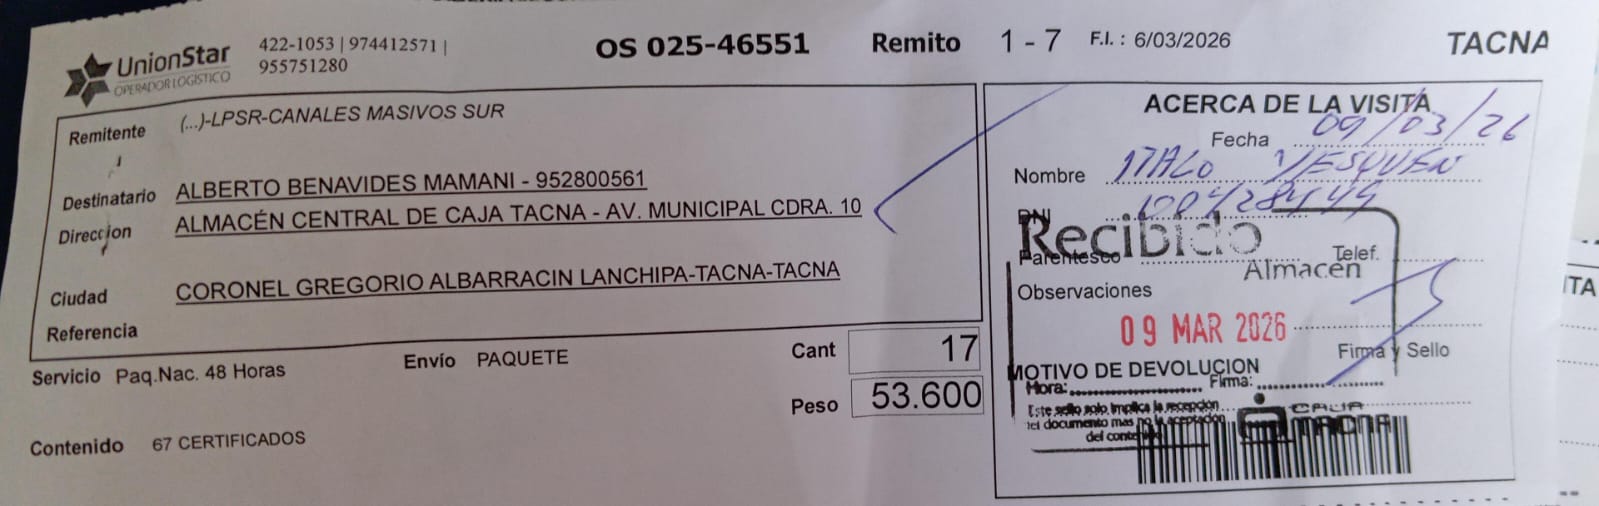 UnionStar
OPERADOR LOGÍSTICO
422-1053 | 974412571 |
955751280
OS 025-46551
Remito 1 - 7
F.I. : 6/03/2026
TACNA
Remitente (...)-LPSR-CANALES MASIVOS SUR
Destinatario ALBERTO BENAVIDES MAMANI - 952800561
Dirección ALMACÉN CENTRAL DE CAJA TACNA - AV. MUNICIPAL CDRA. 10
Ciudad CORONEL GREGORIO ALBARRACIN LANCHIPA-TACNA-TACNA
Referencia
Servicio Paq.Nac. 48 Horas
Envío PAQUETE
Cant 17
Peso 53.600
Contenido 67 CERTIFICADOS
ACERCA DE LA VISITA
Fecha 09/03/26
Nombre ITALO YESQUEN
DNI
Recibido
Parentesco
Telef.
Almacén
Observaciones
09 MAR 2026
Firma y Sello
MOTIVO DE DEVOLUCION
Hora: Firma:
Este sello solo implica la recepción
del documento mas no la aceptación
del contenido
CAJA
TACNA
ITA